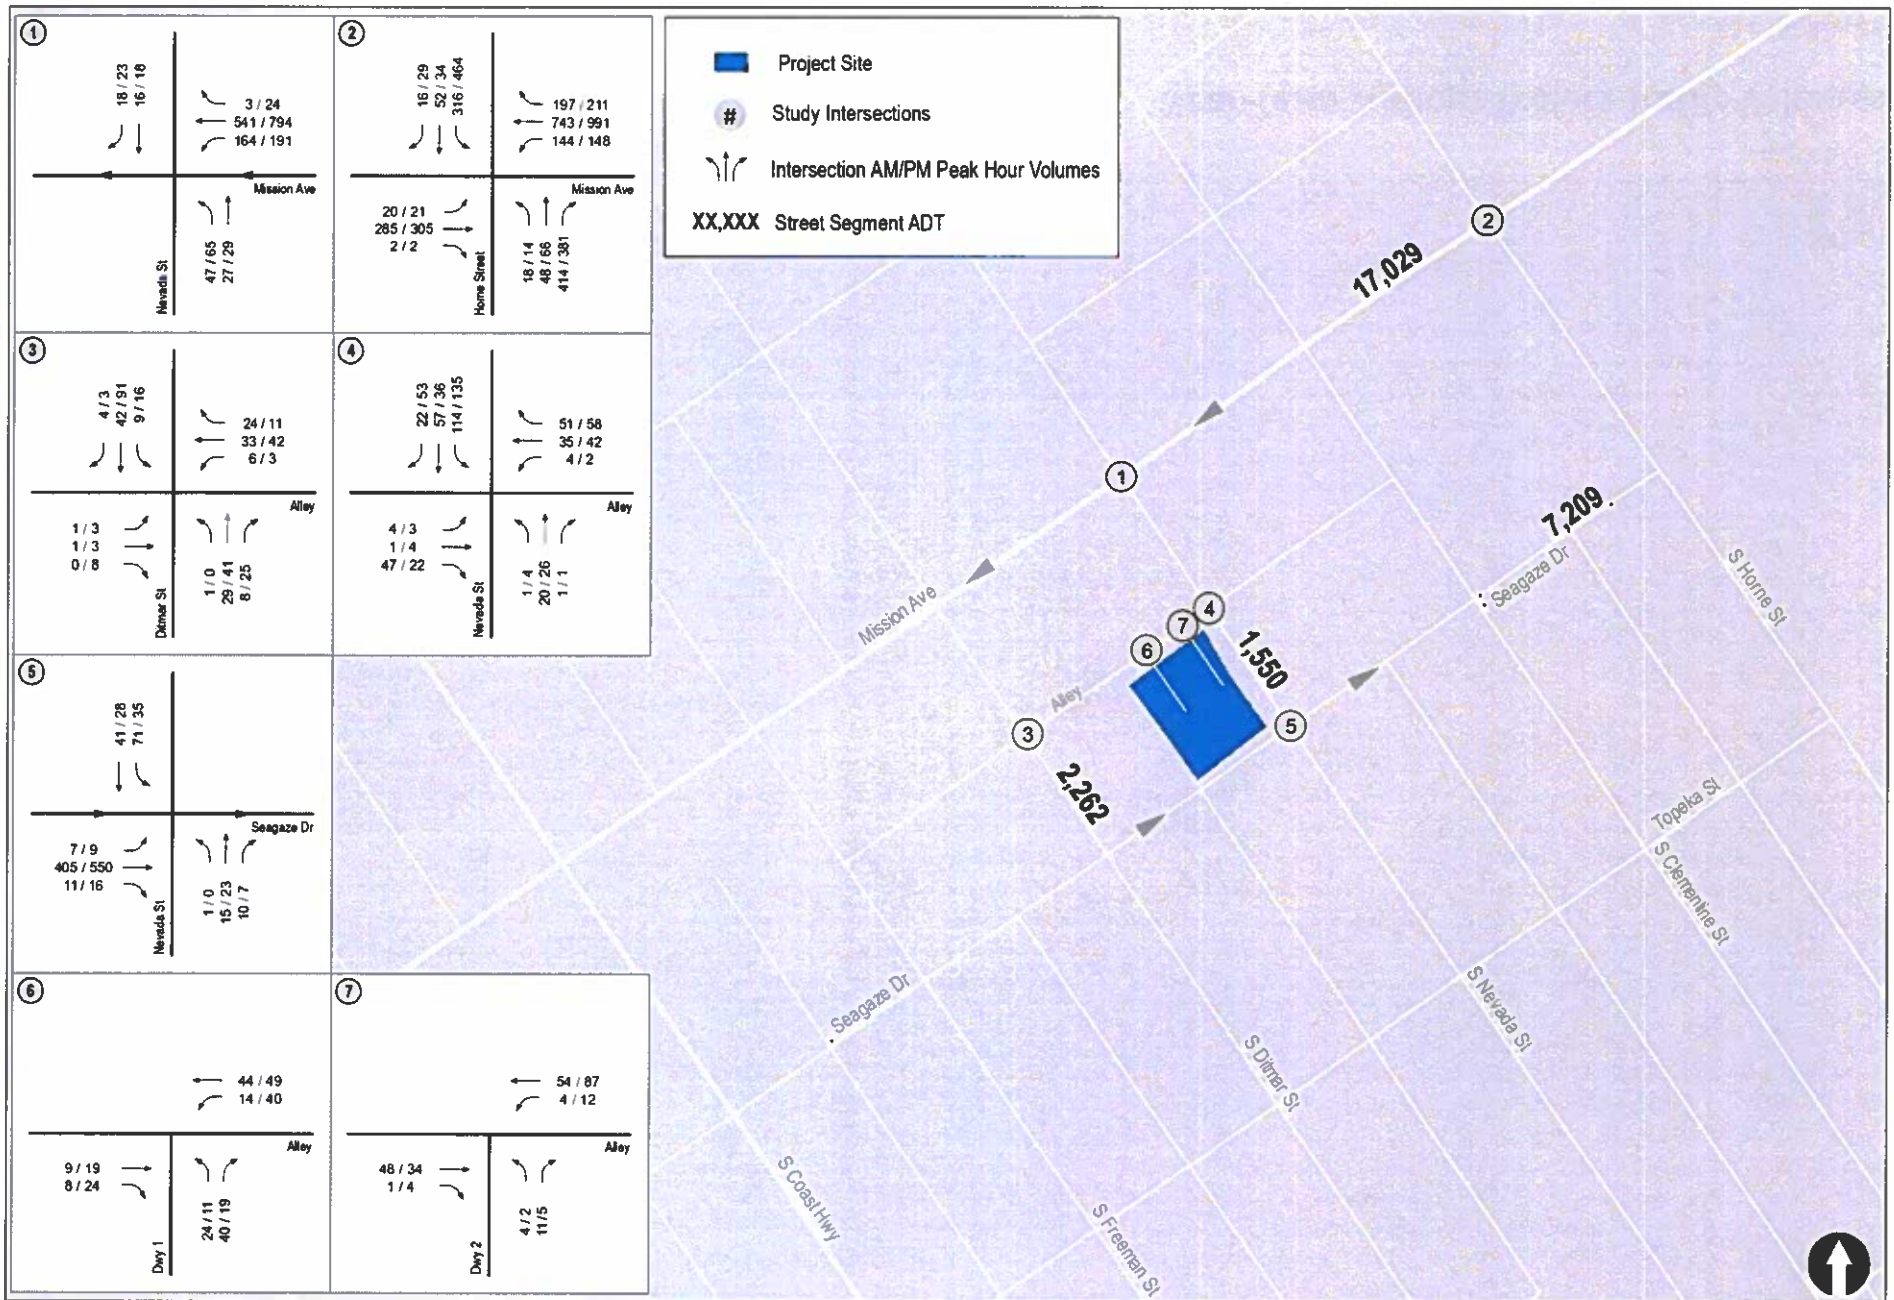 1
18 / 23
16 / 18
3 / 24
541 / 794
164 / 191
Mission Ave
Nevada St
47 / 65
27 / 29
2
16 / 29
52 / 34
316 / 464
197 / 211
743 / 991
144 / 148
Mission Ave
20 / 21
285 / 305
2 / 2
Horne Street
18 / 14
48 / 66
414 / 381
3
4 / 3
42 / 91
9 / 16
24 / 11
33 / 42
6 / 3
Alley
1 / 3
1 / 3
0 / 8
Ditmar St
1 / 0
29 / 41
8 / 25
4
22 / 53
57 / 36
114 / 135
51 / 58
35 / 42
4 / 2
Alley
4 / 3
1 / 4
47 / 22
Nevada St
1 / 4
20 / 26
1 / 1
5
41 / 28
71 / 35
Seagaze Dr
7 / 9
405 / 550
11 / 16
Nevada St
1 / 0
15 / 23
10 / 7
6
44 / 49
14 / 40
Alley
9 / 19
8 / 24
Dwy 1
24 / 11
40 / 19
7
54 / 87
4 / 12
Alley
48 / 34
1 / 4
Dwy 2
4 / 2
11 / 5
Project Site
# Study Intersections
Intersection AM/PM Peak Hour Volumes
XX,XXX Street Segment ADT
2
17,029
1
7,209
Seagaze Dr
S Horne St
Mission Ave
4
7
6
1,550
Alley
3
5
2,262
Topeka St
S Clementine St
Seagaze Dr
S Nevada St
S Ditmar St
S Coast Hwy
S Freeman St